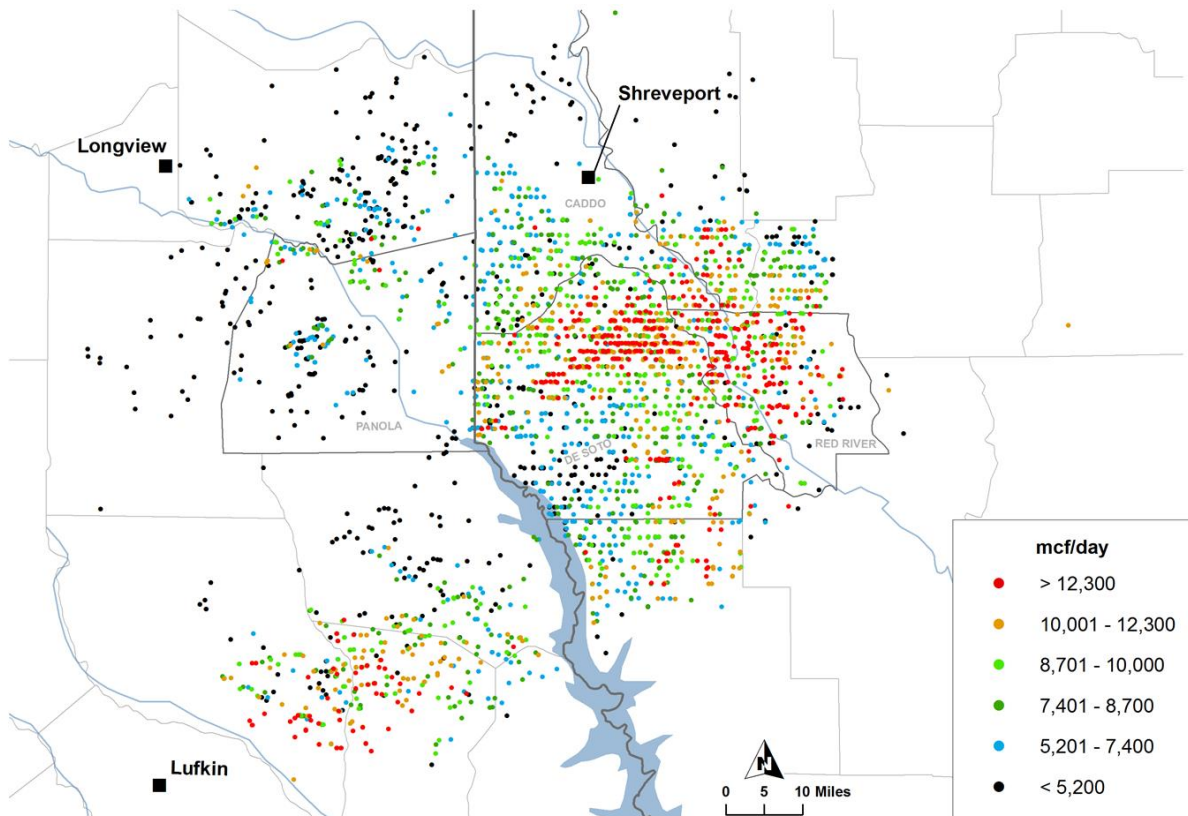 Shreveport
Longview
CADDO
PANOLA
DE SOTO
RED RIVER
Lufkin
N
0 5 10 Miles
mcf/day
> 12,300
10,001 - 12,300
8,701 - 10,000
7,401 - 8,700
5,201 - 7,400
< 5,200